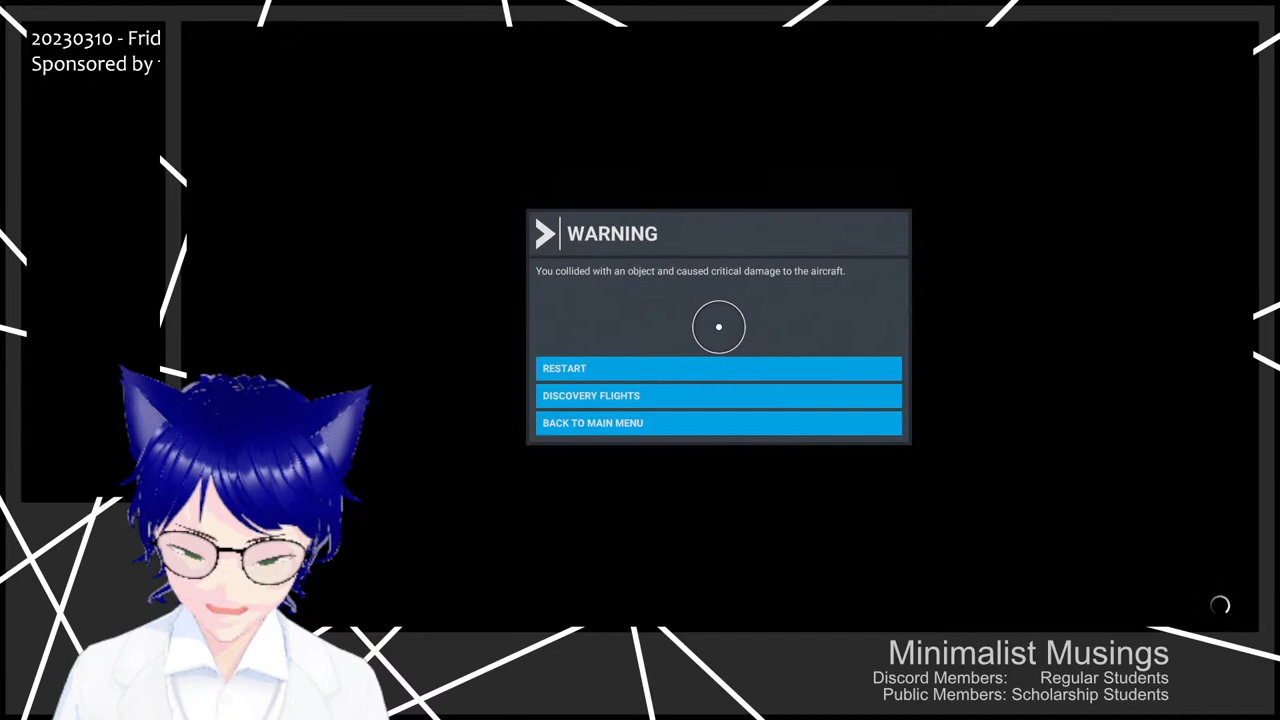 20230310 - Frid
Sponsored by
WARNING
You collided with an object and caused critical damage to the aircraft.
RESTART
DISCOVERY FLIGHTS
BACK TO MAIN MENU
Minimalist Musings
Discord Members: Regular Students
Public Members: Scholarship Students